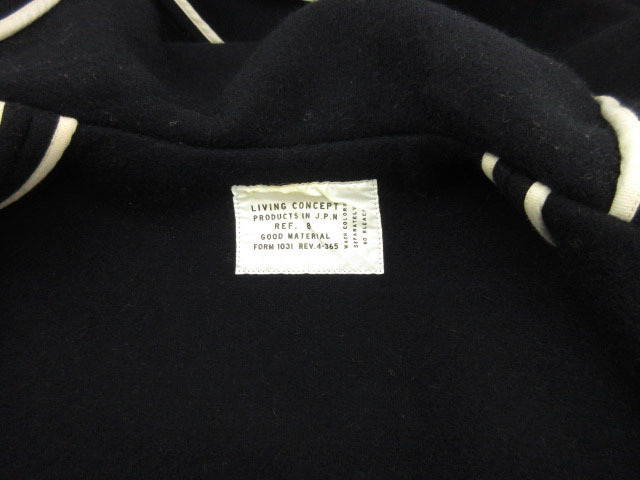 LIVING CONCEPT
PRODUCTS IN J.P.N
REF. 8
GOOD MATERIAL
FORM 1031 REV.4-365
WASH COLORS
SEPARATELY
NO BLEACH